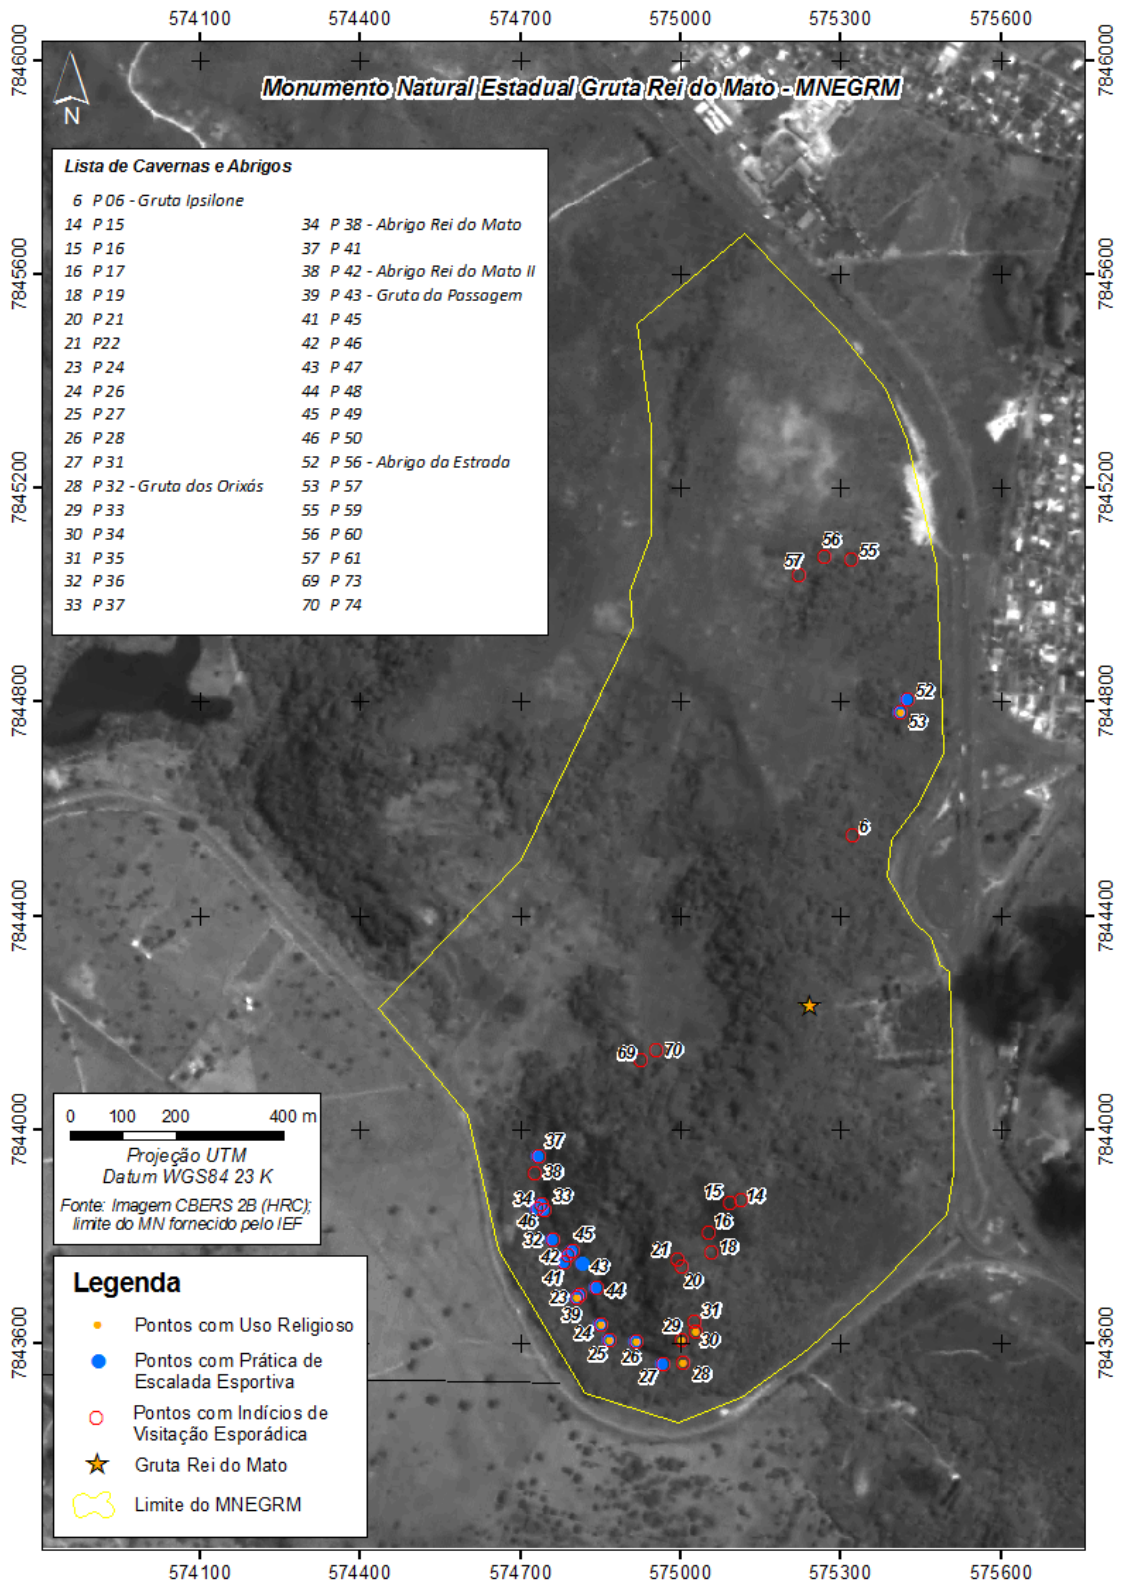 574100 574400 574700 575000 575300 575600
7846000 7846000
Monumento Natural Estadual Gruta Rei do Mato - MNEGRM
N
Lista de Cavernas e Abrigos
6 P 06 - Gruta Ipsilone
14 P 15
15 P 16
16 P 17
18 P 19
20 P 21
21 P22
23 P 24
24 P 26
25 P 27
26 P 28
27 P 31
28 P 32 - Gruta dos Orixás
29 P 33
30 P 34
31 P 35
32 P 36
33 P 37
34 P 38 - Abrigo Rei do Mato
37 P 41
38 P 42 - Abrigo Rei do Mato II
39 P 43 - Gruta da Passagem
41 P 45
42 P 46
43 P 47
44 P 48
45 P 49
46 P 50
52 P 56 - Abrigo da Estrada
53 P 57
55 P 59
56 P 60
57 P 61
69 P 73
70 P 74
7845600 7845600
7845200 7845200
56
57
55
7844800 7844800
52
53
6
7844400 7844400
69
70
7844000 7844000
37
38
34
33
46
15
14
16
18
32
45
21
20
42
41
43
23
44
39
31
24
29
30
25
26
27
28
7843600 7843600
0 100 200 400 m
Projeção UTM
Datum WGS84 23 K
Fonte: Imagem CBERS 2B (HRC);
limite do MN fornecido pelo IEF
Legenda
Pontos com Uso Religioso
Pontos com Prática de
Escalada Esportiva
Pontos com Indícios de
Visitação Esporádica
Gruta Rei do Mato
Limite do MNEGRM
574100 574400 574700 575000 575300 575600